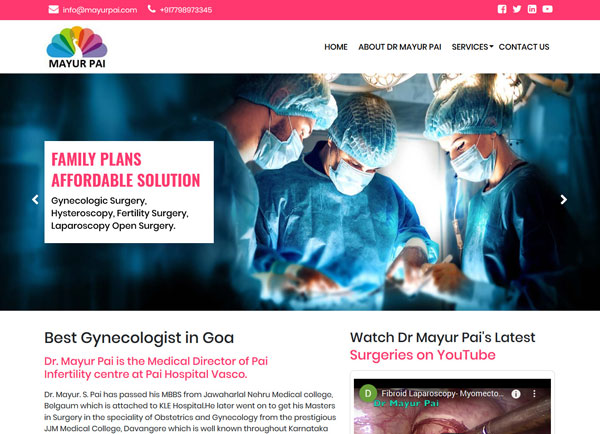 info@mayurpai.com +917798973345
MAYUR PAI
HOME ABOUT DR MAYUR PAI SERVICES CONTACT US
FAMILY PLANS
AFFORDABLE SOLUTION
Gynecologic Surgery,
Hysteroscopy, Fertility Surgery,
Laparoscopy Open Surgery.
Best Gynecologist in Goa
Dr. Mayur Pai is the Medical Director of Pai
Infertility centre at Pai Hospital Vasco.
Dr. Mayur. S. Pai has passed his MBBS from Jawaharlal Nehru Medical college,
Belgaum which is attached to KLE Hospital.He later went on to got his Masters
in Surgery in the speciality of Obstetrics and Gynecology from the prestigious
JJM Medical College, Davangere which is well known throughout Karnataka
Watch Dr Mayur Pai's Latest
Surgeries on YouTube
D Fibroid Laparoscopy- Myomecto...
Dr Mayur Pai